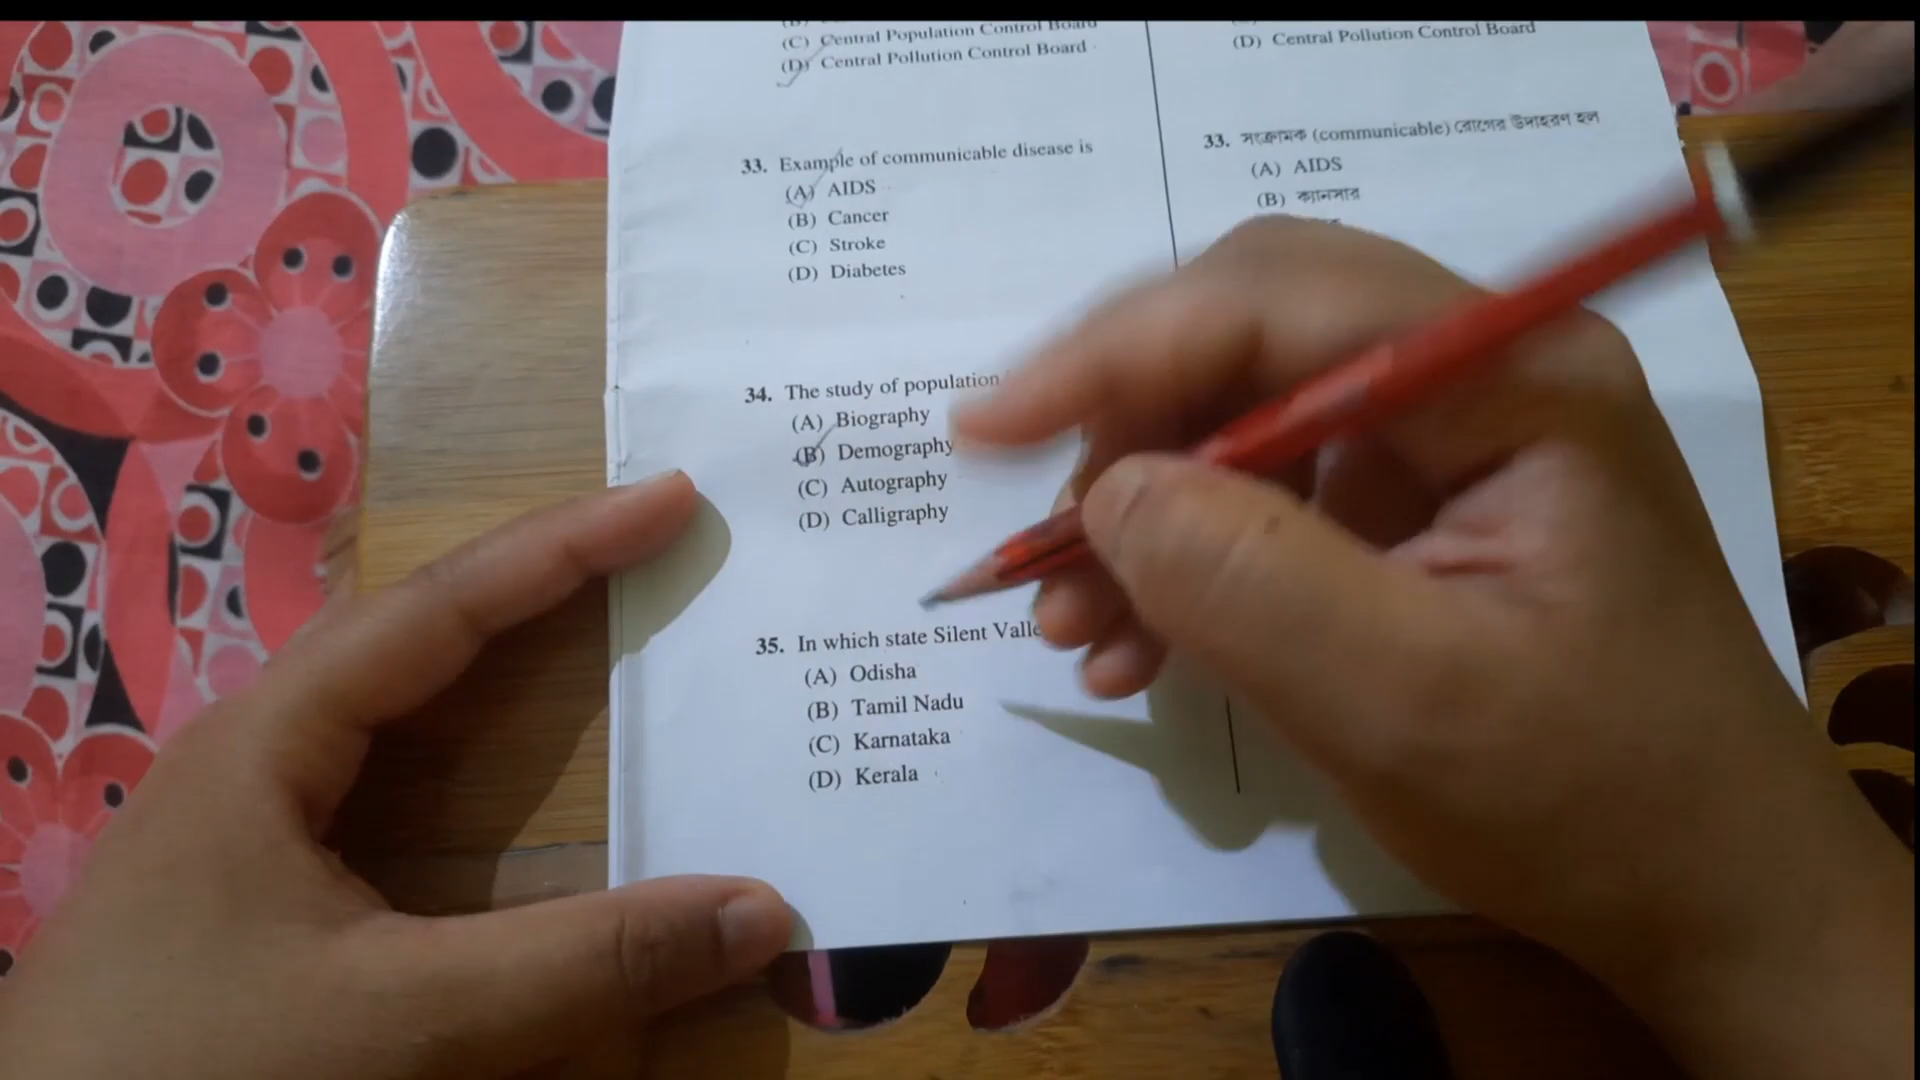 (C) Central Population Control Board
(D) Central Pollution Control Board
33. Example of communicable disease is
(A) AIDS
(B) Cancer
(C) Stroke
(D) Diabetes
34. The study of population
(A) Biography
(B) Demography
(C) Autography
(D) Calligraphy
35. In which state Silent
(A) Odisha
(B) Tamil Nadu
(C) Karnataka
(D) Kerala
(D) Central Pollution Control Board
33. সংক্রামক (communicable) রোগের উদাহরণ হল
(A) AIDS
(B) ক্যানসার